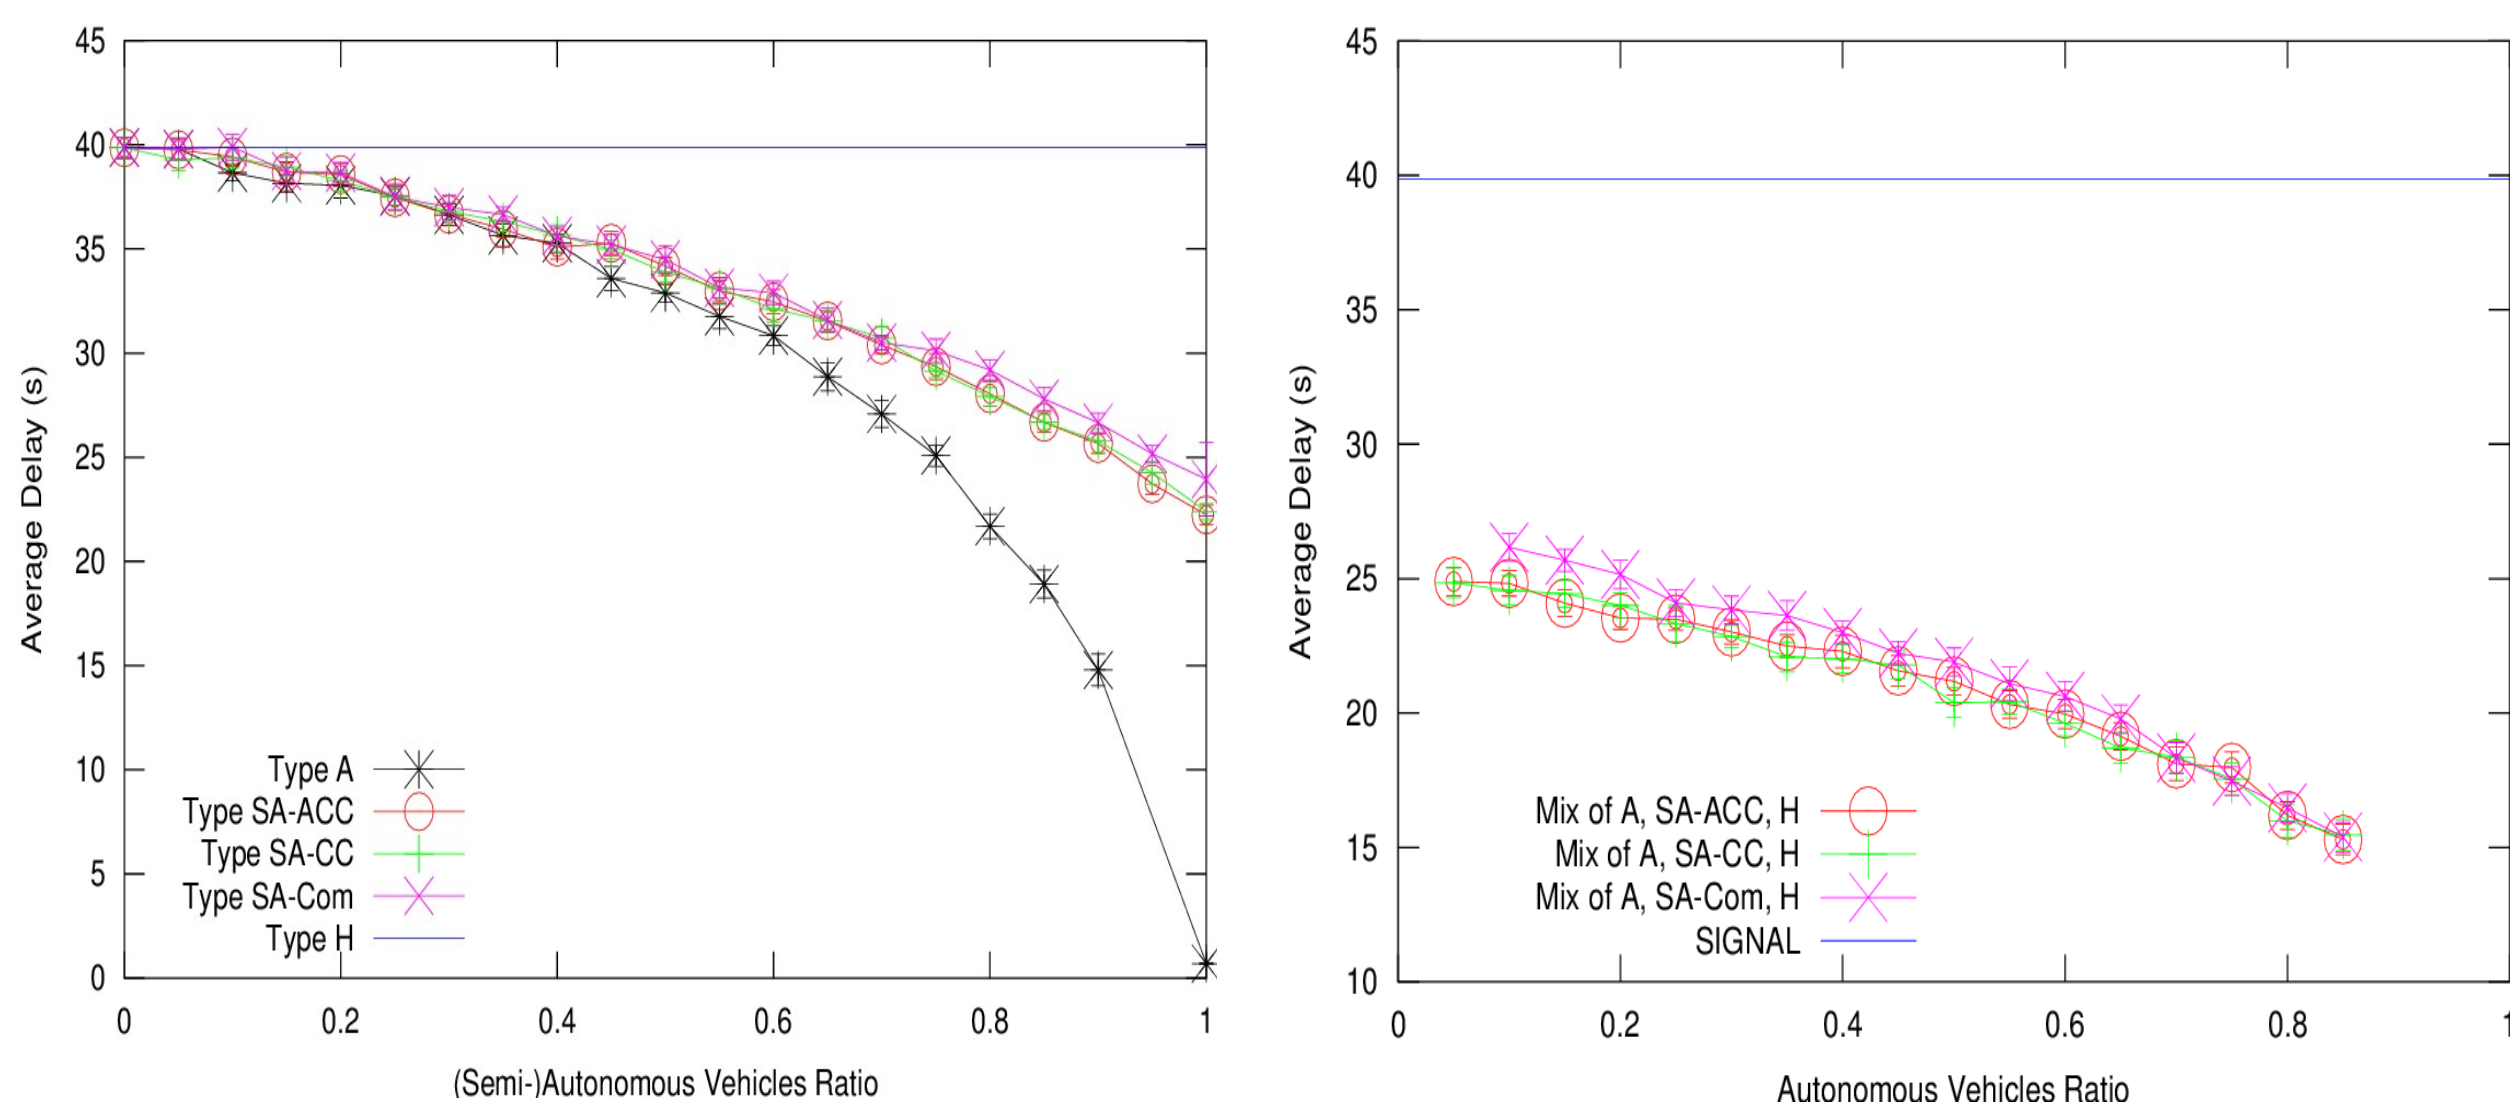 45
40
35
30
25
20
15
10
5
0
Average Delay (s)
Type A
Type SA-ACC
Type SA-CC
Type SA-Com
Type H
0 0.2 0.4 0.6 0.8 1
(Semi-)Autonomous Vehicles Ratio
45
40
35
30
25
20
15
10
Average Delay (s)
Mix of A, SA-ACC, H
Mix of A, SA-CC, H
Mix of A, SA-Com, H
SIGNAL
0 0.2 0.4 0.6 0.8 1
Autonomous Vehicles Ratio